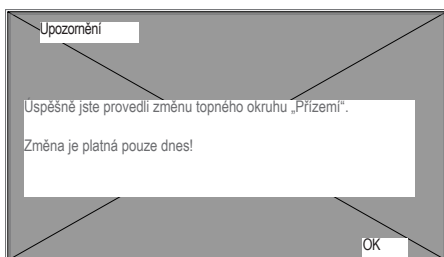 Upozornění
Úspěšně jste provedli změnu topného okruhu „Přízemí“.
Změna je platná pouze dnes!
OK